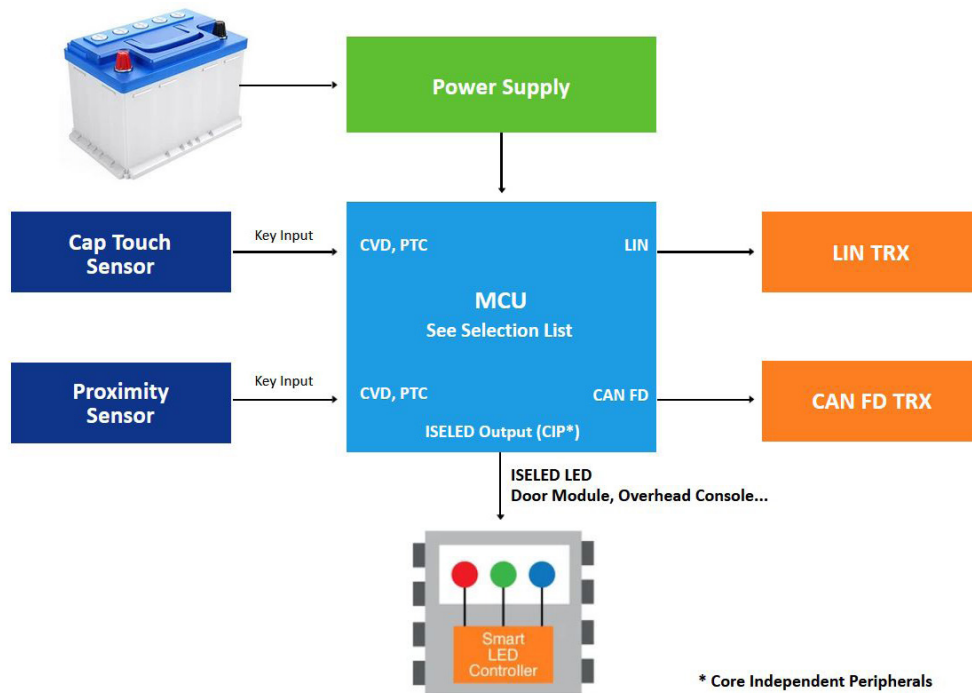 Power Supply
Cap Touch
Sensor
Key Input
CVD, PTC
LIN
LIN TRX
MCU
See Selection List
Proximity
Sensor
Key Input
CVD, PTC
CAN FD
CAN FD TRX
ISELED Output (CIP*)
ISELED LED
Door Module, Overhead Console...
Smart
LED
Controller
* Core Independent Peripherals